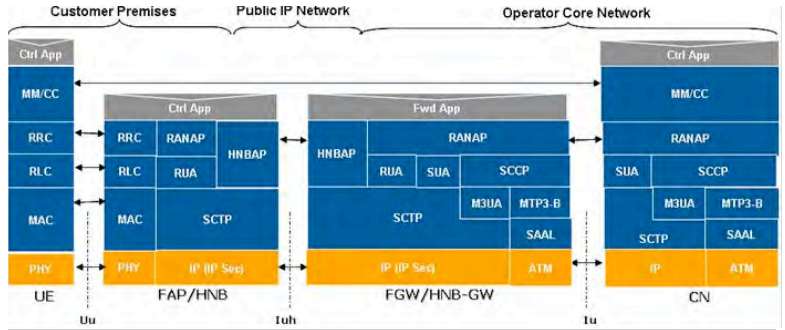 Customer Premises Public IP Network Operator Core Network
Ctrl App Ctrl App
MM/CC MM/CC
Ctrl App Fwd App
RRC RRC RANAP HNBAP HNBAP RANAP RANAP
RLC RLC RUA RUA SUA SCCP SUA SCCP
MAC MAC SCTP SCTP M3UA MTP3-B SCTP M3UA MTP3-B
SAAL SAAL
PHY PHY IP (IP Sec) IP (IP Sec) ATM IP ATM
UE FAP/HNB FGW/HNB-GW CN
Uu Iuh Iu